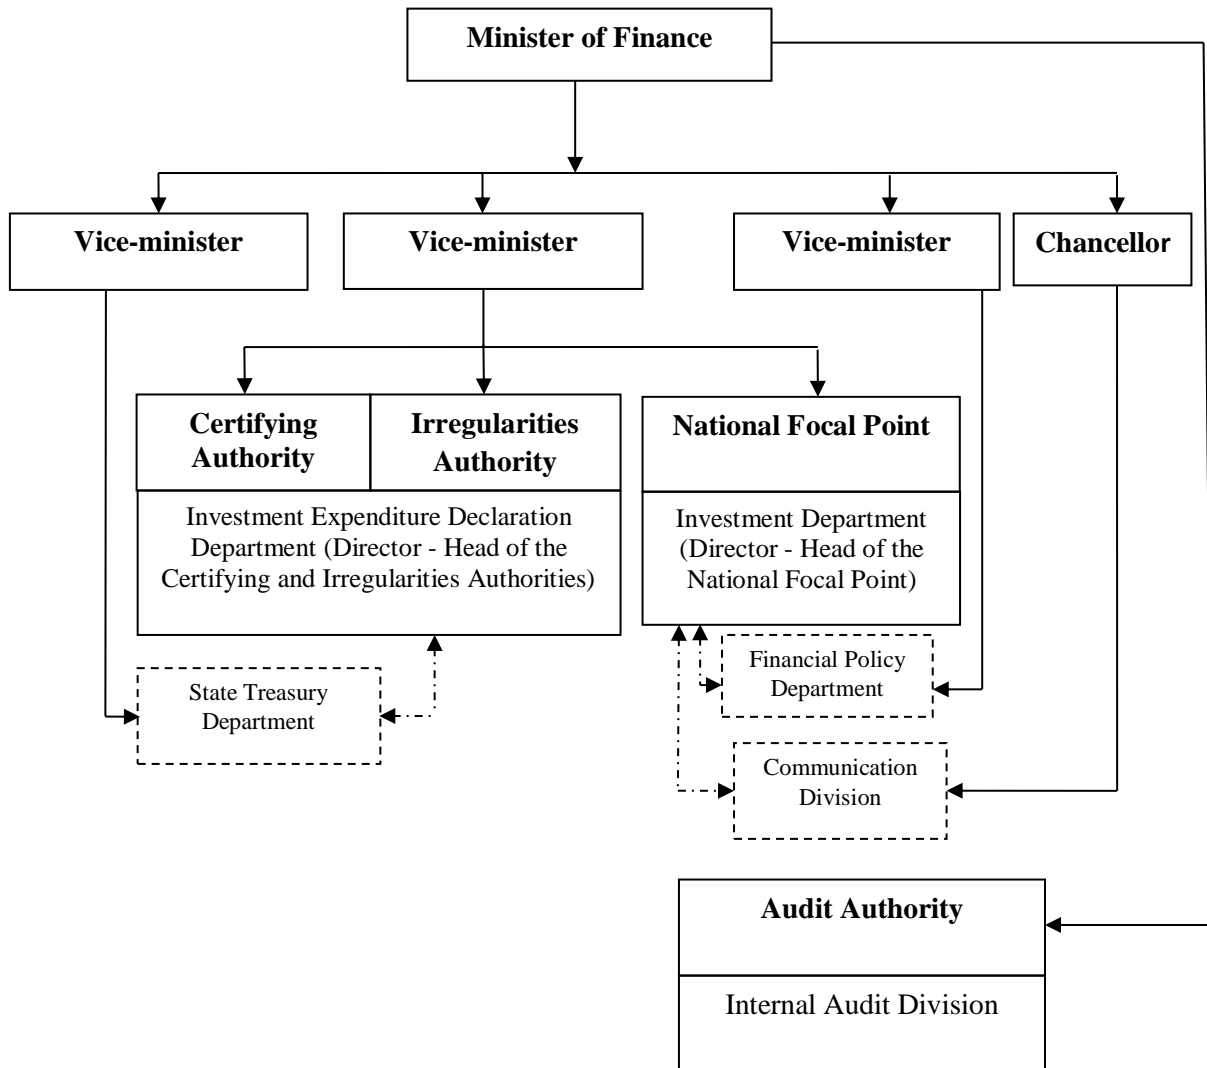 Minister of Finance
Vice-minister
Vice-minister
Vice-minister
Chancellor
Certifying
Authority
Irregularities
Authority
National Focal Point
Investment Expenditure Declaration
Department (Director - Head of the
Certifying and Irregularities Authorities)
Investment Department
(Director - Head of the
National Focal Point)
State Treasury
Department
Financial Policy
Department
Communication
Division
Audit Authority
Internal Audit Division